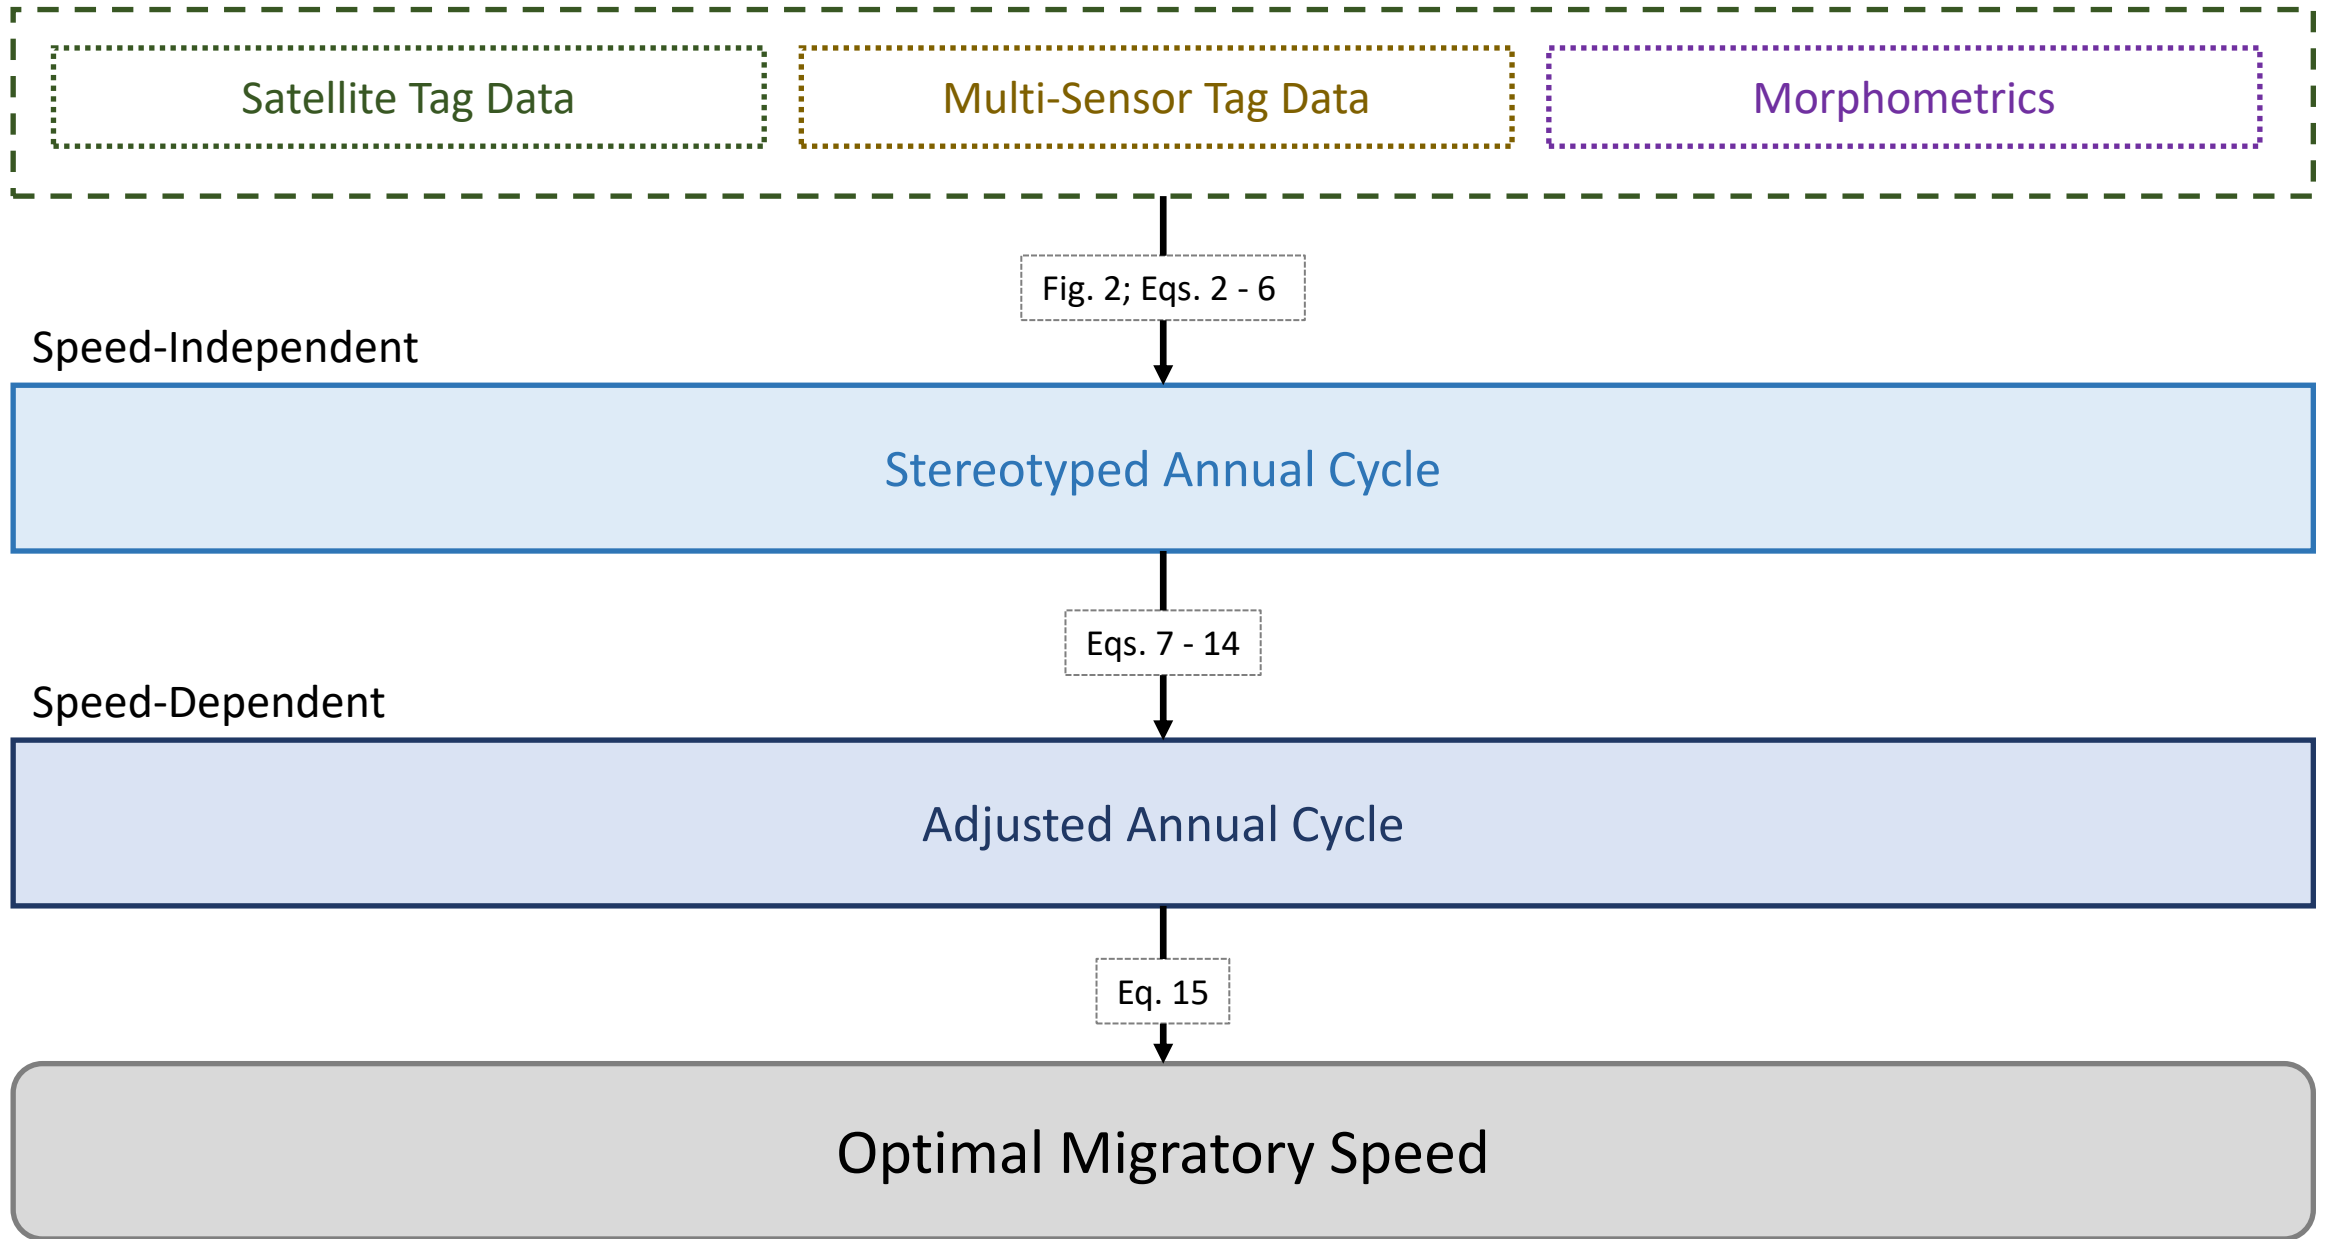 Satellite Tag Data
Multi-Sensor Tag Data
Morphometrics
Fig. 2; Eqs. 2 - 6
Speed-Independent
Stereotyped Annual Cycle
Eqs. 7 - 14
Speed-Dependent
Adjusted Annual Cycle
Eq. 15
Optimal Migratory Speed